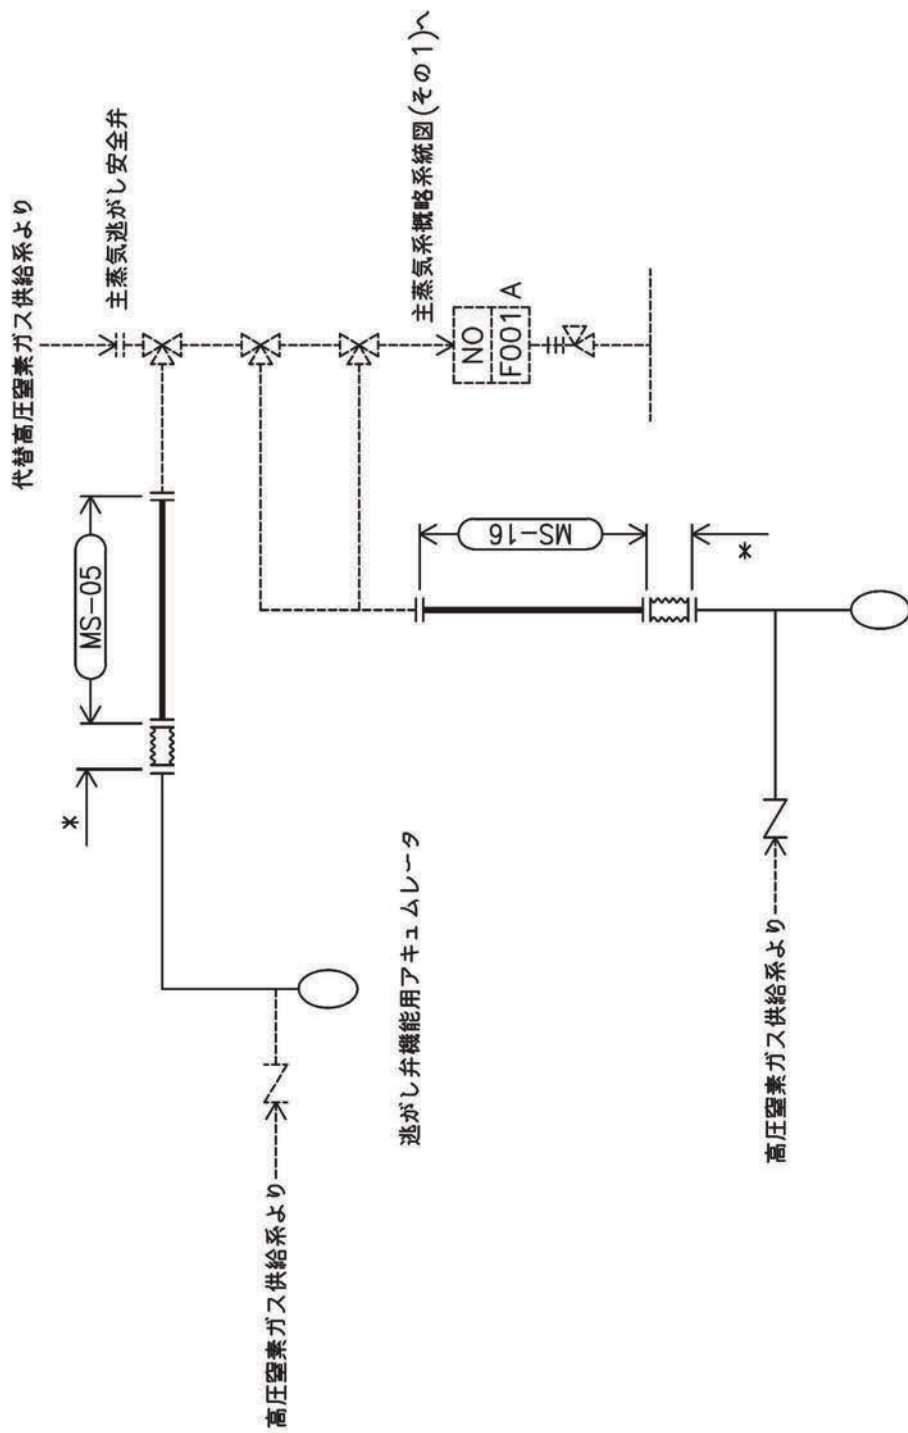 代替高圧窒素ガス供給系より
主蒸気逃がし安全弁
主蒸気系概略系統図(その1)へ
NO
F001
A
MS-05
*
MS-16
*
逃がし弁機能用アキュムレータ
高圧窒素ガス供給系より
高圧窒素ガス供給系より